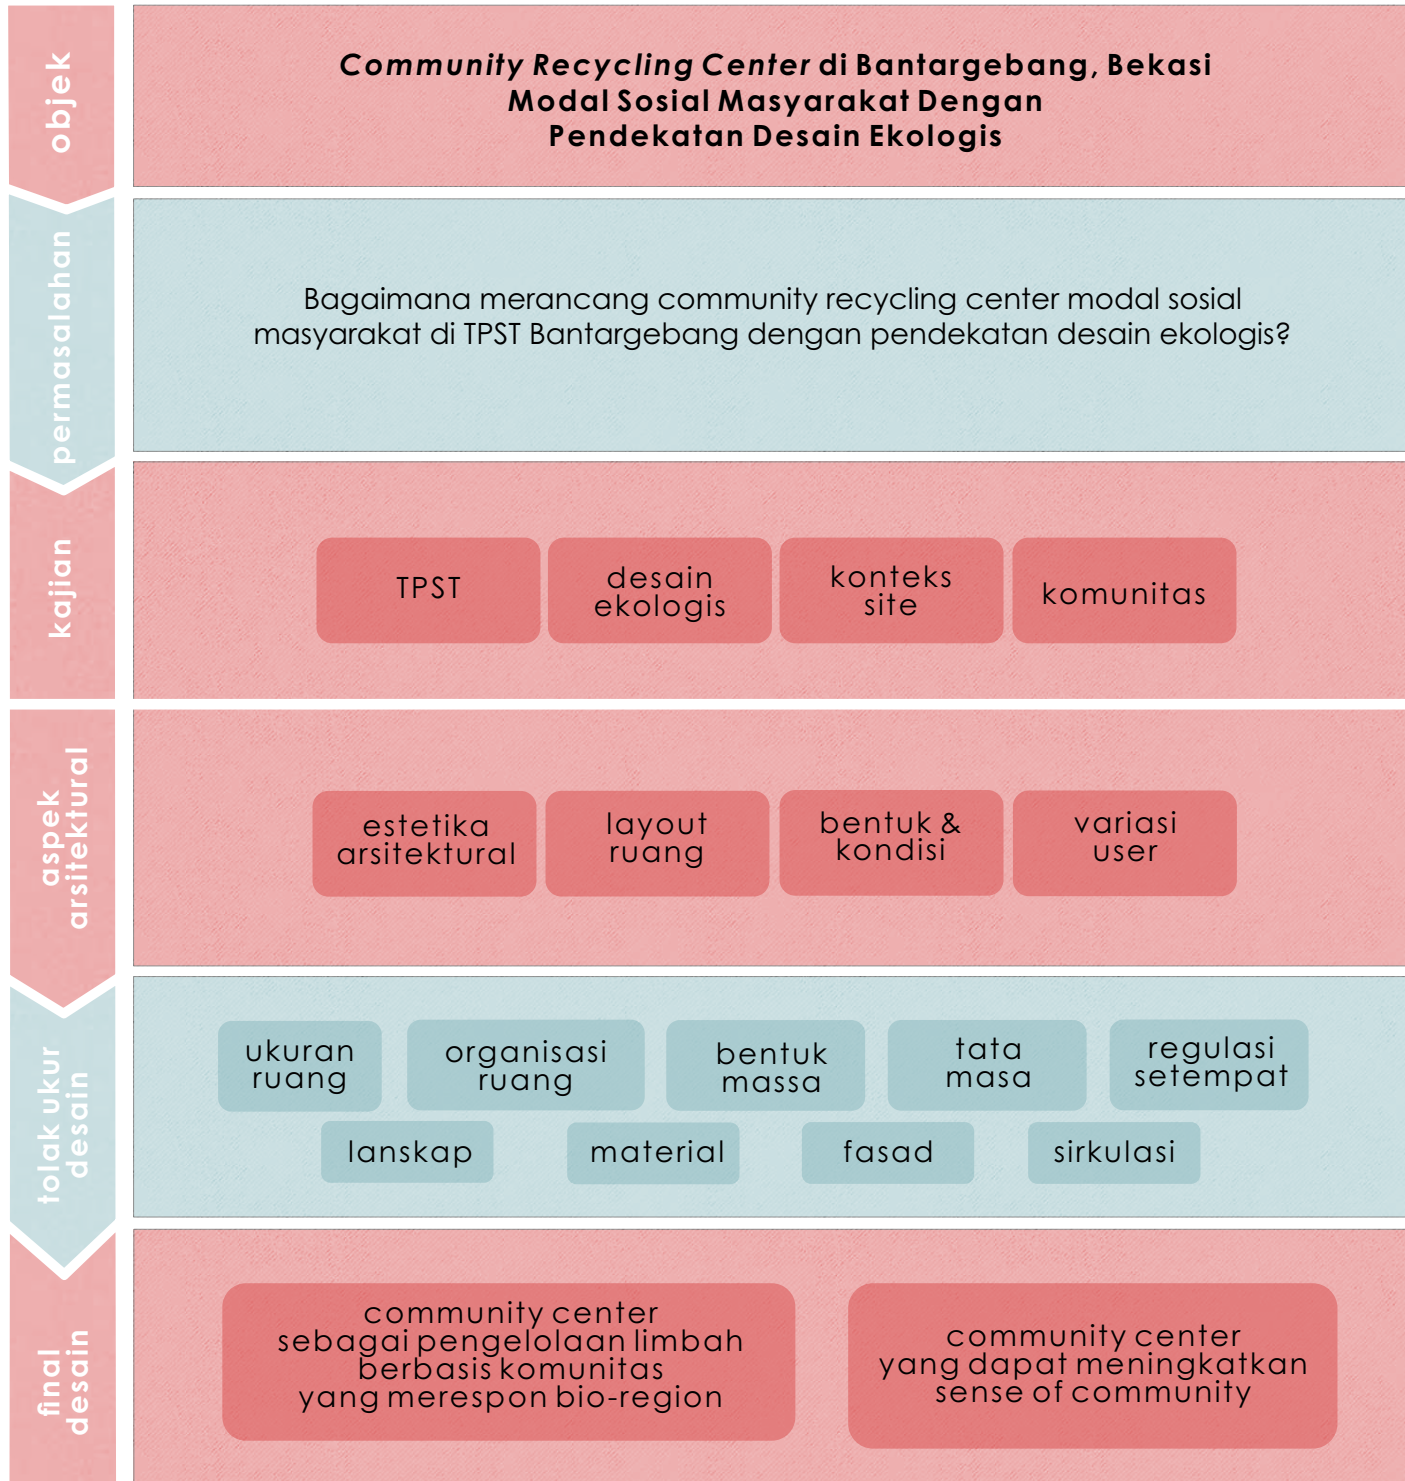 objek
Community Recycling Center di Bantargebang, Bekasi
Modal Sosial Masyarakat Dengan
Pendekatan Desain Ekologis
permasalahan
Bagaimana merancang community recycling center modal sosial
masyarakat di TPST Bantargebang dengan pendekatan desain ekologis?
kajian
TPST
desain
ekologis
konteks
site
komunitas
aspek
arsitektural
estetika
arsitektural
layout
ruang
bentuk &
kondisi
variasi
user
tolak ukur
desain
ukuran
ruang
organisasi
ruang
bentuk
massa
tata
masa
regulasi
setempat
lanskap
material
fasad
sirkulasi
final
desain
community center
sebagai pengelolaan limbah
berbasis komunitas
yang merespon bio-region
community center
yang dapat meningkatkan
sense of community